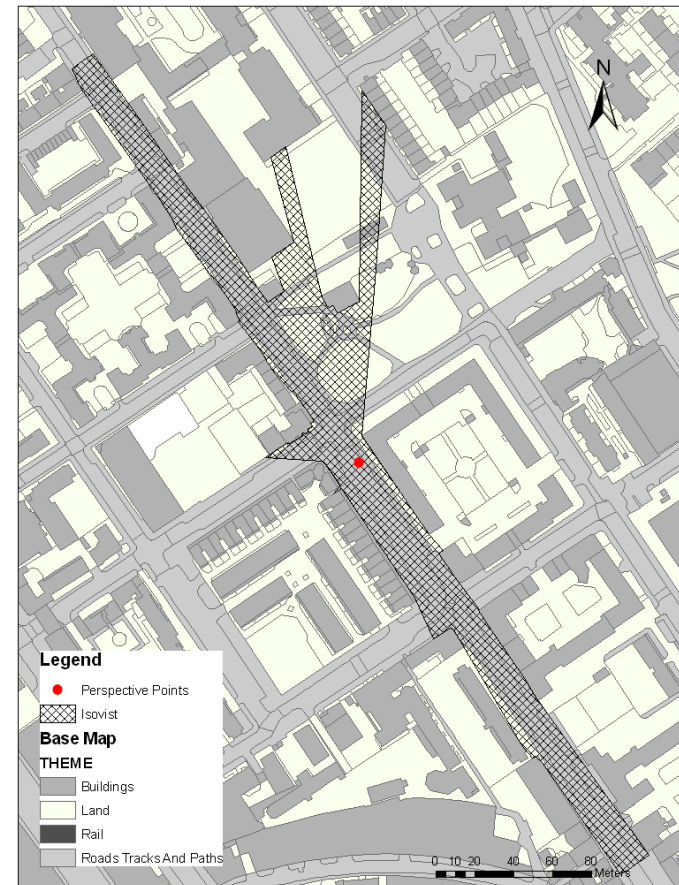 N
Legend
Perspective Points
Isovist
Base Map
THEME
Buildings
Land
Rail
Roads Tracks And Paths
0 10 20 40 60 80
Meters